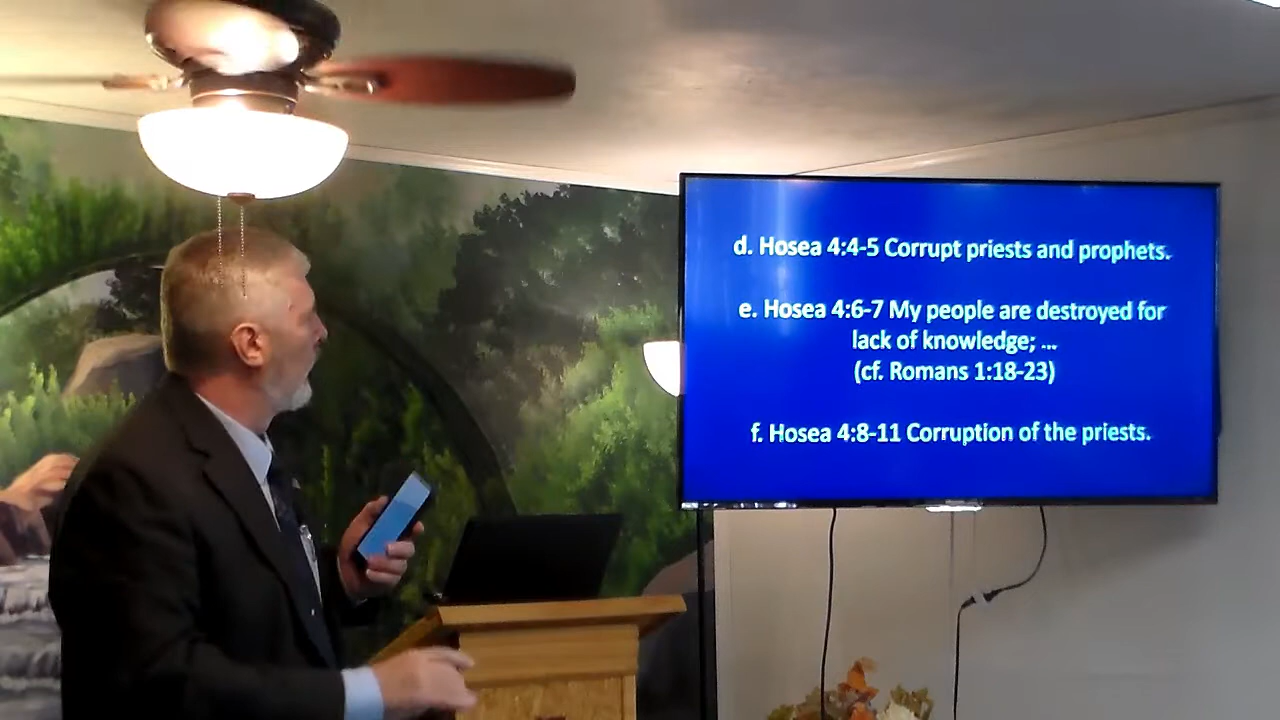 d. Hosea 4:4-5 Corrupt priests and prophets.
e. Hosea 4:6-7 My people are destroyed for
lack of knowledge; ...
(cf. Romans 1:18-23)
f. Hosea 4:8-11 Corruption of the priests.